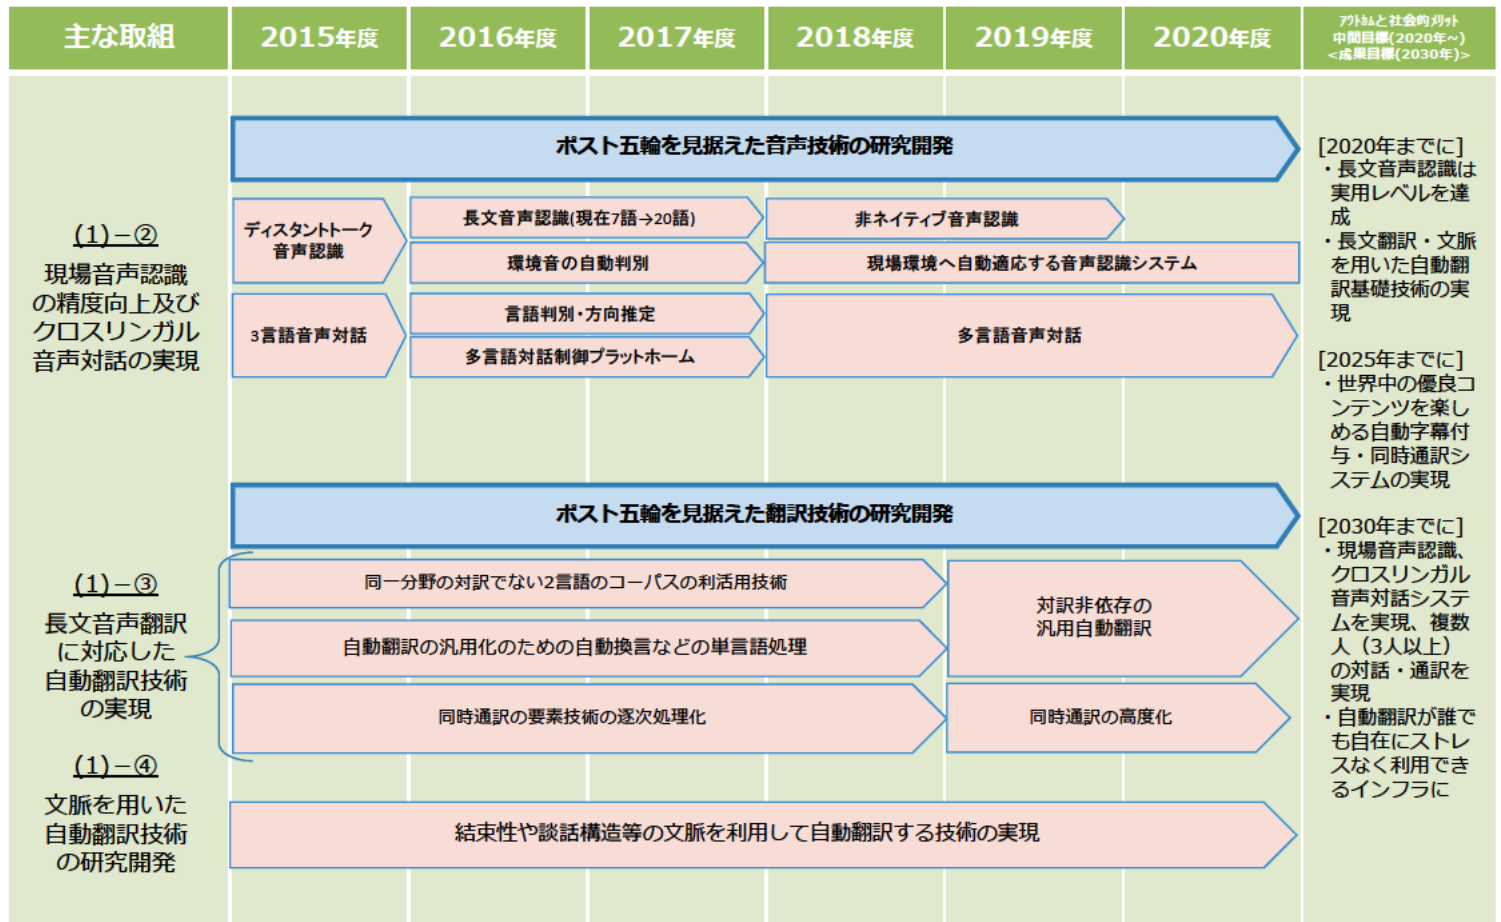 主な取組
2015年度
2016年度
2017年度
2018年度
2019年度
2020年度
ｱｳﾄｶﾑと社会的ﾒﾘｯﾄ
中間目標(2020年~)
<成果目標(2030年)>
(1)－②
現場音声認識
の精度向上及び
クロスリンガル
音声対話の実現
ポスト五輪を見据えた音声技術の研究開発
ディスタントトーク
音声認識
長文音声認識(現在7語→20語)
非ネイティブ音声認識
環境音の自動判別
現場環境へ自動適応する音声認識システム
3言語音声対話
言語判別・方向推定
多言語対話制御プラットホーム
多言語音声対話
ポスト五輪を見据えた翻訳技術の研究開発
(1)－③
長文音声翻訳
に対応した
自動翻訳技術
の実現
同一分野の対訳でない2言語のコーパスの利活用技術
自動翻訳の汎用化のための自動換言などの単言語処理
対訳非依存の
汎用自動翻訳
同時通訳の要素技術の逐次処理化
同時通訳の高度化
(1)－④
文脈を用いた
自動翻訳技術
の研究開発
結束性や談話構造等の文脈を利用して自動翻訳する技術の実現
[2020年までに]
・長文音声認識は
実用レベルを達
成
・長文翻訳・文脈
を用いた自動翻
訳基礎技術の実
現
[2025年までに]
・世界中の優良コ
ンテンツを楽し
める自動字幕付
与・同時通訳シ
ステムの実現
[2030年までに]
・現場音声認識、
クロスリンガル
音声対話システ
ムを実現、複数
人（3人以上）
の対話・通訳を
実現
・自動翻訳が誰で
も自在にストレ
スなく利用でき
るインフラに